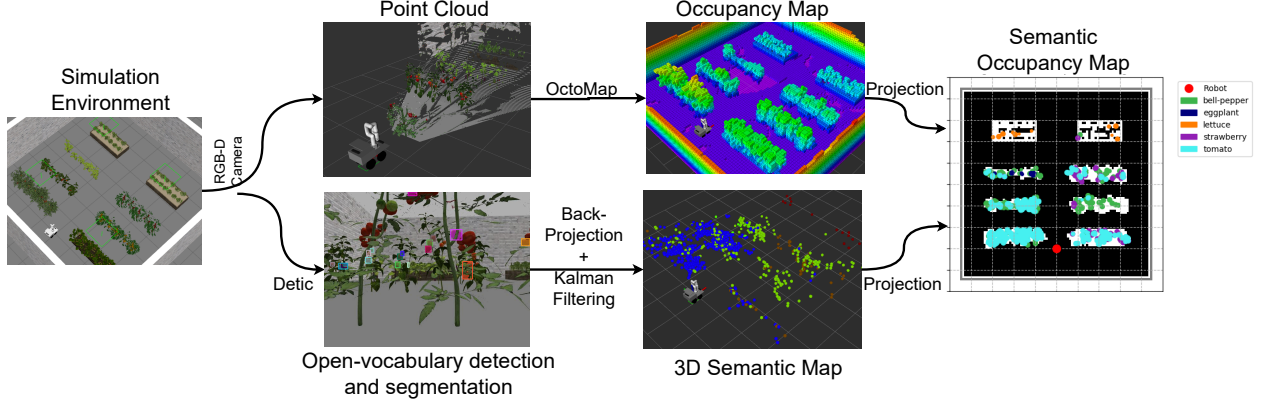 Point Cloud
Occupancy Map
Semantic
Occupancy Map
Simulation
Environment
RGB-D
Camera
OctoMap
Projection
Robot
bell-pepper
eggplant
lettuce
strawberry
tomato
Detic
Back-
Projection
+
Kalman
Filtering
Projection
Open-vocabulary detection
and segmentation
3D Semantic Map